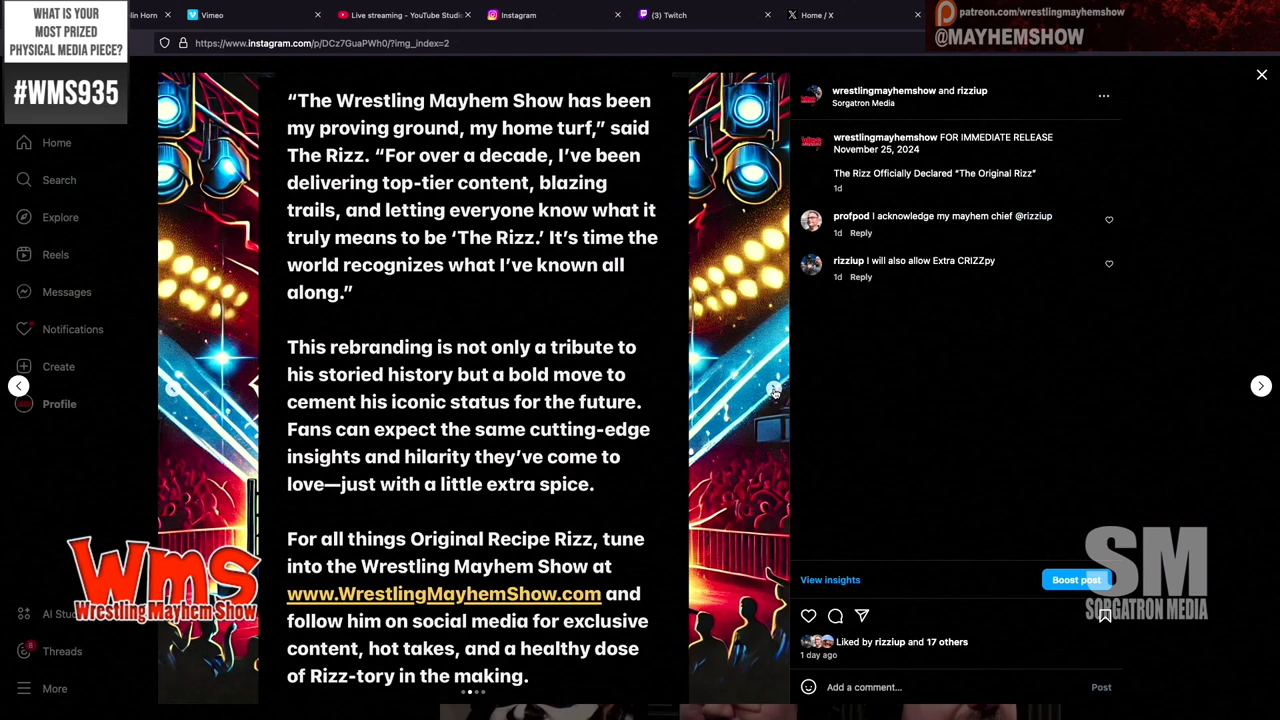 WHAT IS YOUR
MOST PRIZED
PHYSICAL MEDIA PIECE?
#WMS935
lin Horn
Vimeo
Live streaming - YouTube Studi
Instagram
(3) Twitch
Home / X
patreon.com/wrestlingmayhemshow
@MAYHEMSHOW
https://www.instagram.com/p/DCz7GuaPWh0/?img_index=2
Home
Search
Explore
Reels
Messages
Notifications
Create
Profile
AI Stu
8
Threads
More
“The Wrestling Mayhem Show has been
my proving ground, my home turf,” said
The Rizz. “For over a decade, I’ve been
delivering top-tier content, blazing
trails, and letting everyone know what it
truly means to be ‘The Rizz.’ It’s time the
world recognizes what I’ve known all
along.”
This rebranding is not only a tribute to
his storied history but a bold move to
cement his iconic status for the future.
Fans can expect the same cutting-edge
insights and hilarity they’ve come to
love—just with a little extra spice.
For all things Original Recipe Rizz, tune
into the Wrestling Mayhem Show at
www.WrestlingMayhemShow.com and
follow him on social media for exclusive
content, hot takes, and a healthy dose
of Rizz-tory in the making.
wms
Wrestling Mayhem Show
wrestlingmayhemshow and rizziup
Sorgatron Media
wrestlingmayhemshow FOR IMMEDIATE RELEASE
November 25, 2024
The Rizz Officially Declared “The Original Rizz”
1d
profpod I acknowledge my mayhem chief @rizziup
1d Reply
rizziup I will also allow Extra CRIZZpy
1d Reply
View insights
Boost post
SM
SORGATRON MEDIA
Liked by rizziup and 17 others
1 day ago
Add a comment...
Post